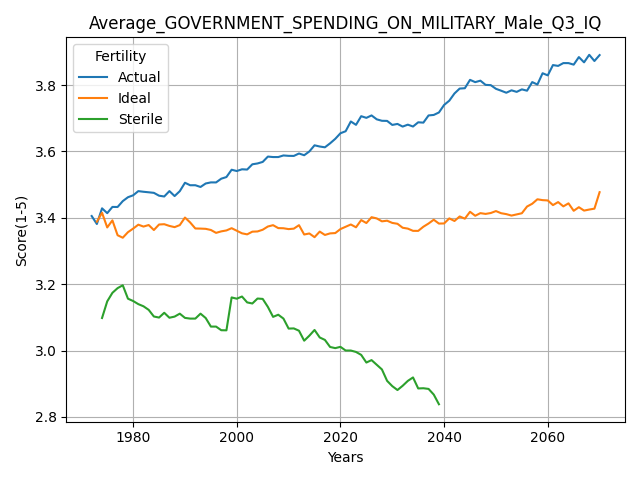 Average_GOVERNMENT_SPENDING_ON_MILITARY_Male_Q3_IQ
Fertility
Actual
Ideal
Sterile
Score(1-5)
3.8
3.6
3.4
3.2
3.0
2.8
1980 2000 2020 2040 2060
Years